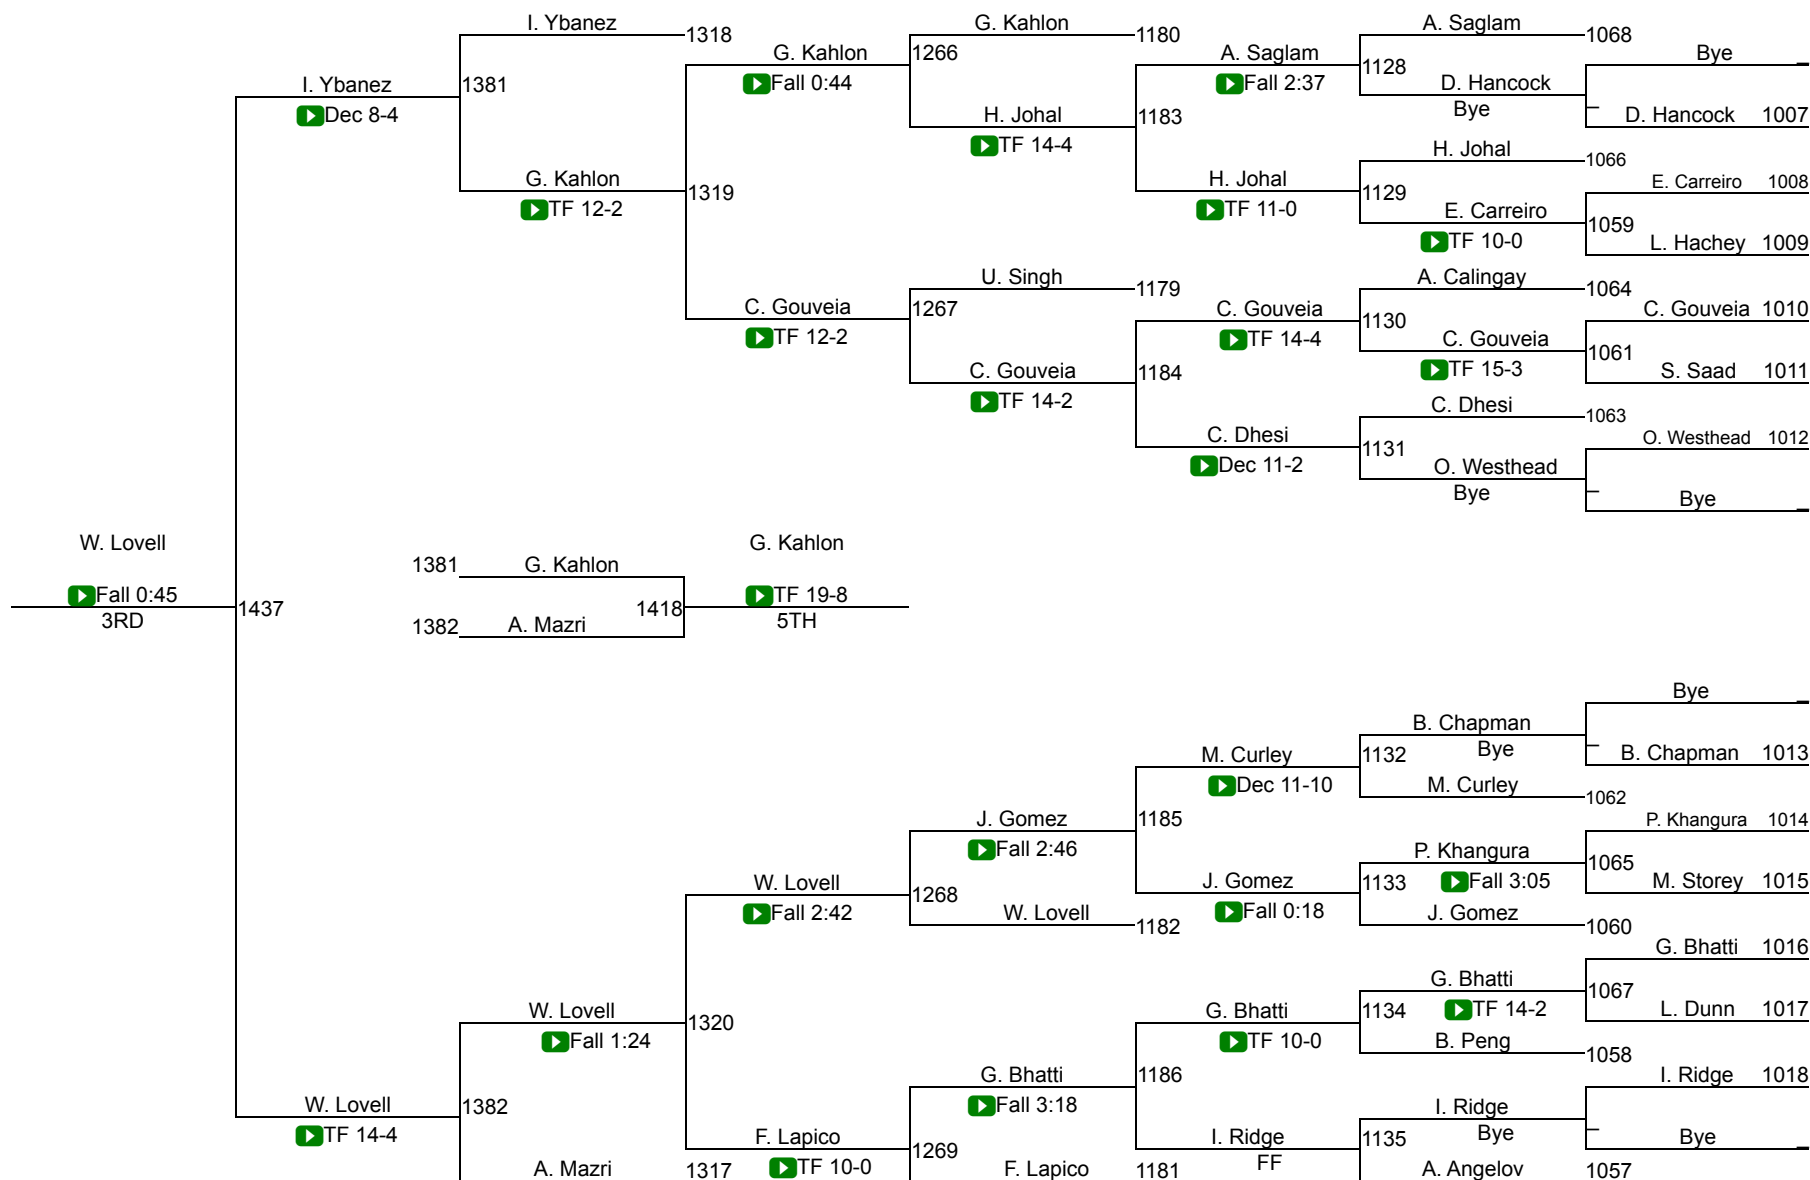 I. Ybanez
1318
G. Kahlon
Fall 0:44
G. Kahlon
1180
1266
A. Saglam
Fall 2:37
A. Saglam
1068
1128
D. Hancock
Bye
Bye
D. Hancock 1007
I. Ybanez
Dec 8-4
1381
H. Johal
TF 14-4
1183
H. Johal
1066
E. Carreiro 1008
G. Kahlon
TF 12-2
1319
H. Johal
TF 11-0
1129
E. Carreiro
TF 10-0
1059
L. Hachey 1009
U. Singh
1179
A. Calingay
1064
C. Gouveia
TF 12-2
1267
C. Gouveia
TF 14-4
1130
C. Gouveia 1010
C. Gouveia
TF 15-3
1061
S. Saad 1011
C. Gouveia
TF 14-2
1184
C. Dhesi
1063
C. Dhesi
Dec 11-2
1131
O. Westhead 1012
O. Westhead
Bye
Bye
W. Lovell
Fall 0:45
3RD
1437
1381
G. Kahlon
1382
A. Mazri
1418
G. Kahlon
TF 19-8
5TH
Bye
B. Chapman
Bye
B. Chapman 1013
M. Curley
Dec 11-10
1132
M. Curley
1062
J. Gomez
Fall 2:46
1185
P. Khangura 1014
P. Khangura
Fall 3:05
1065
M. Storey 1015
W. Lovell
Fall 2:42
1268
J. Gomez
Fall 0:18
1133
J. Gomez
1060
W. Lovell
1182
G. Bhatti 1016
G. Bhatti
TF 14-2
1067
L. Dunn 1017
W. Lovell
Fall 1:24
1320
G. Bhatti
TF 10-0
1134
B. Peng
1058
G. Bhatti
Fall 3:18
1186
I. Ridge 1018
W. Lovell
TF 14-4
1382
I. Ridge
Bye
Bye
F. Lapico
TF 10-0
1269
I. Ridge
FF
1135
A. Mazri
1317
F. Lapico
1181
A. Angelov
1057